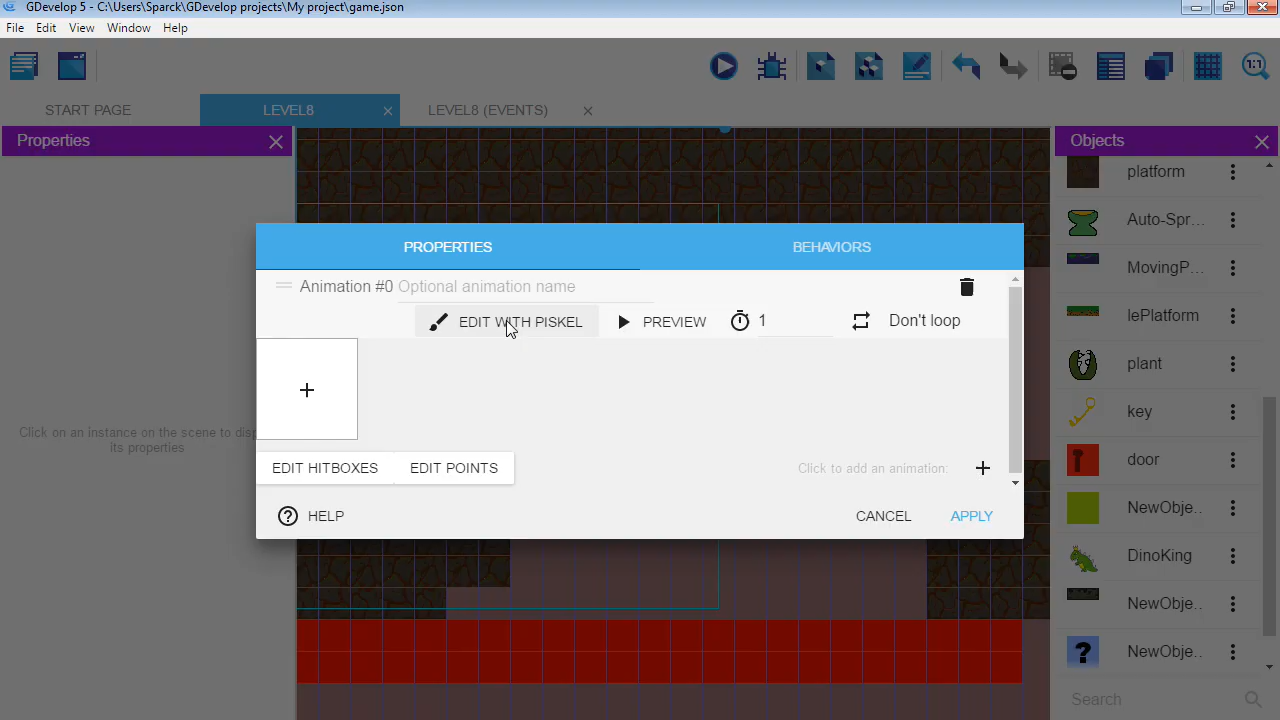 GDevelop 5 - C:\Users\Sparck\GDevelop projects\My project\game.json
File Edit View Window Help
1:1
START PAGE LEVEL8 LEVEL8 (EVENTS)
Properties
Objects
platform
Auto-Spr...
MovingP...
lePlatform
plant
key
door
NewObje..
DinoKing
NewObje..
NewObje..
Search
Click on an instance on the scene to disp
its properties
PROPERTIES BEHAVIORS
Animation #0 Optional animation name
EDIT WITH PISKEL PREVIEW 1 Don't loop
EDIT HITBOXES EDIT POINTS Click to add an animation:
HELP CANCEL APPLY